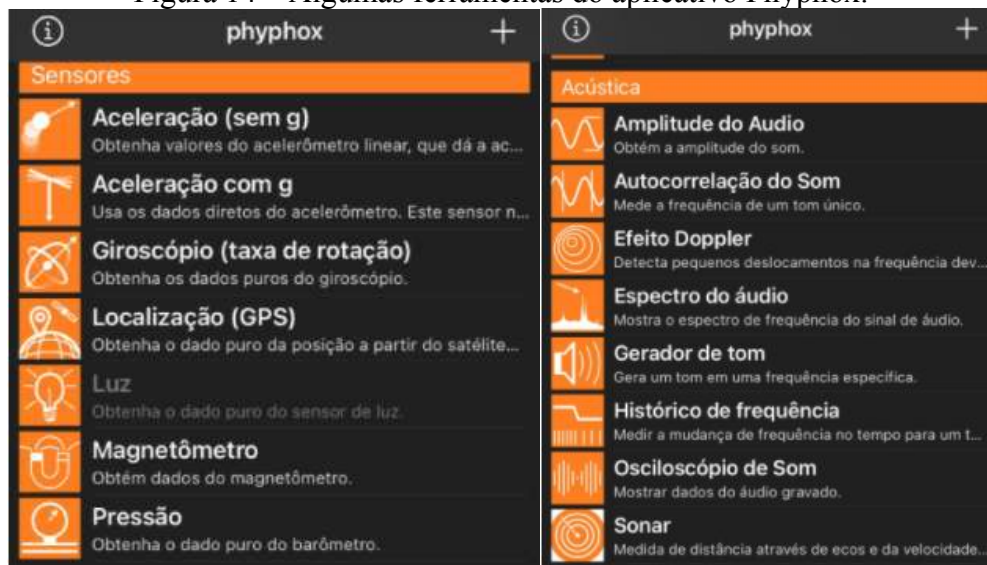 Figura 14 – Algumas ferramentas do aplicativo Phyphox.
phyphox
Sensores
Aceleração (sem g)
Obtenha valores do acelerômetro linear, que dá a ac...
Aceleração com g
Usa os dados diretos do acelerômetro. Este sensor n...
Giroscópio (taxa de rotação)
Obtenha os dados puros do giroscópio.
Localização (GPS)
Obtenha o dado puro da posição a partir do satélite...
Luz
Obtenha o dado puro do sensor de luz.
Magnetômetro
Obtém dados do magnetômetro.
Pressão
Obtenha o dado puro do barômetro.
phyphox
Acústica
Amplitude do Audio
Obtém a amplitude do som.
Autocorrelação do Som
Mede a frequência de um tom único.
Efeito Doppler
Detecta pequenos deslocamentos na frequência dev...
Espectro do áudio
Mostra o espectro de frequência do sinal de áudio.
Gerador de tom
Gera um tom em uma frequência específica.
Histórico de frequência
Medir a mudança de frequência no tempo para um t...
Osciloscópio de Som
Mostrar dados do áudio gravado.
Sonar
Medida de distância através de ecos e da velocidade...